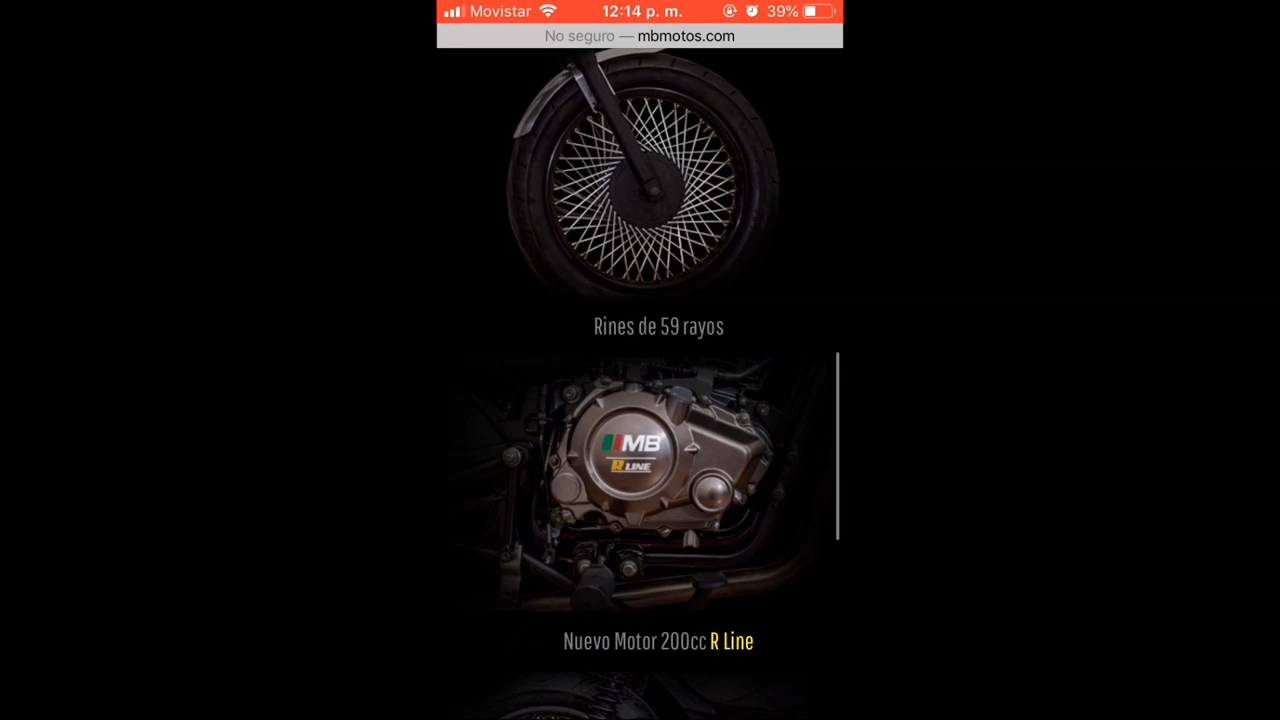 Movistar 12:14 p. m. 39%
No seguro — mbmotos.com
Rines de 59 rayos
MB
R LINE
Nuevo Motor 200cc R Line